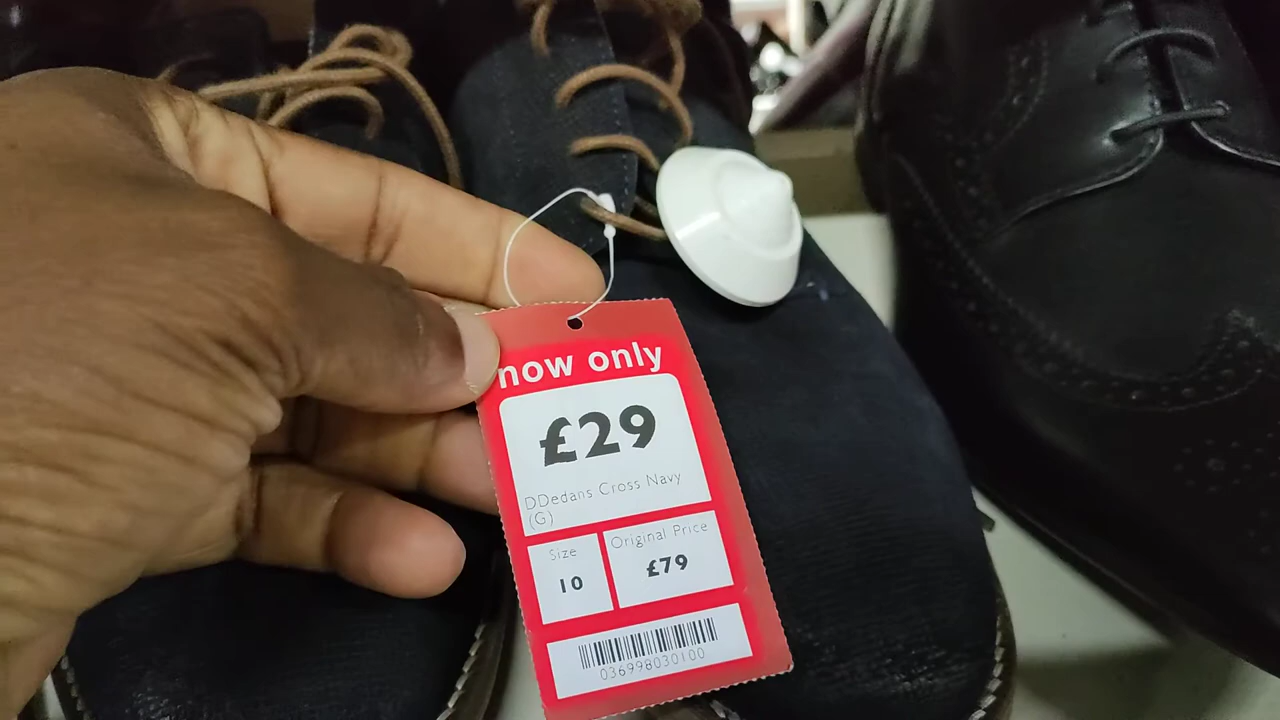 now only
£29
DDedans Cross Navy
(G)
Size
10
Original Price
£79
036998030100